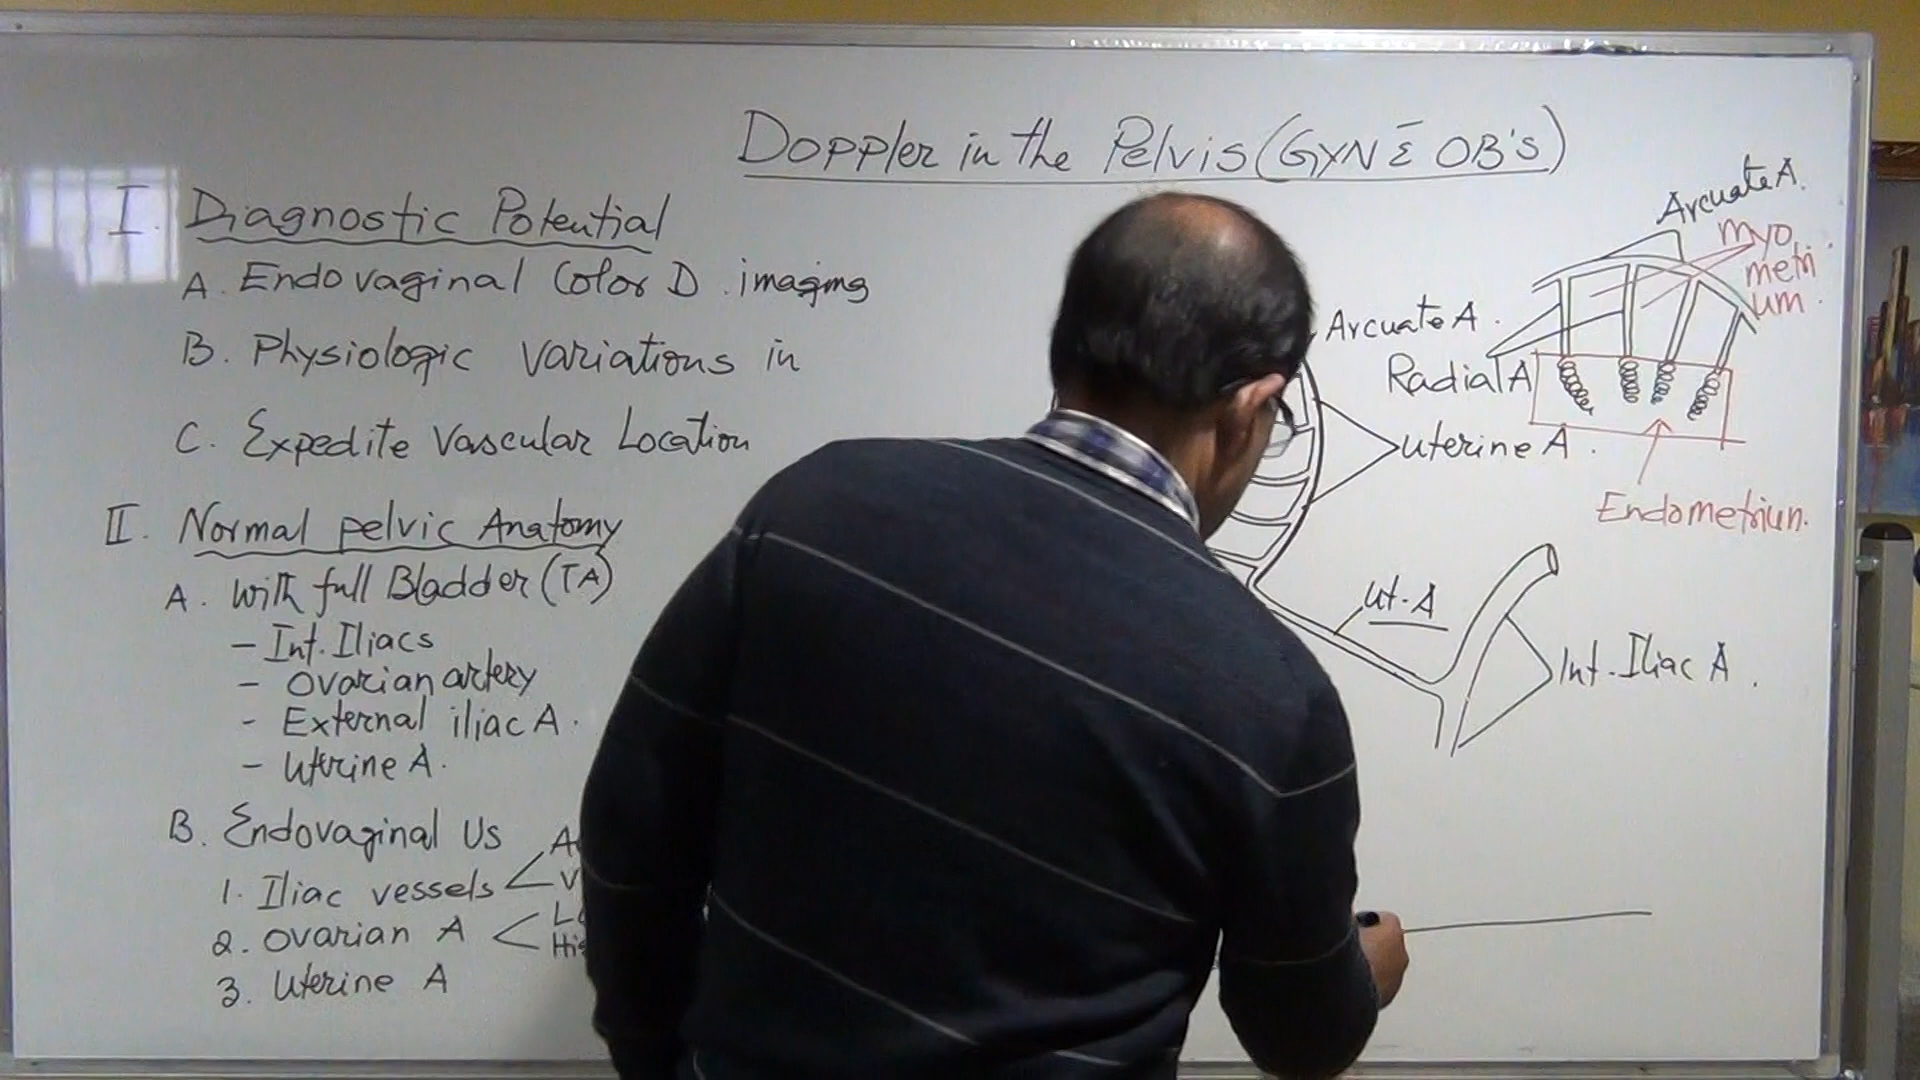 Doppler in the Pelvis (GYN Σ̄ OB's)
I. Diagnostic Potential
A. Endovaginal Color D. imaging
B. Physiologic variations in
C. Expedite Vascular Location
II. Normal pelvic Anatomy
A. With full Bladder (TA)
- Int. Iliacs
- Ovarian artery
- External iliac A.
- Uterine A.
B. Endovaginal Us
1. Iliac vessels
2. Ovarian A
3. Uterine A
Arcuate A.
Myo
metri
um.
Arcuate A.
Radial A
Uterine A.
Endometriun.
Ut. A
Int. Iliac A.